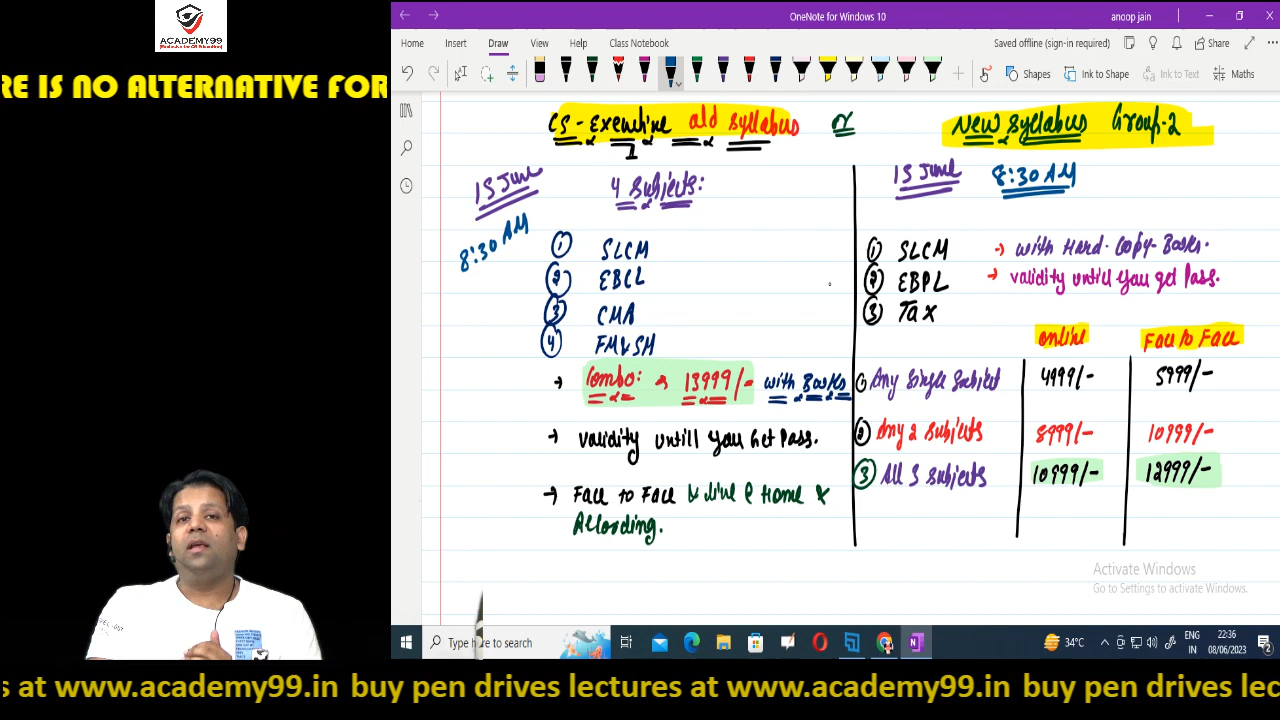 ACADEMY99
RE IS NO ALTERNATIVE FOR
OneNote for Windows 10
anoop jain
Home Insert Draw View Help Class Notebook
Saved offline (sign-in required)
Share
Shapes Ink to Shape Ink to Text Maths
CS-Executive old syllabus or New Syllabus Group-2
15 June
8:30 AM
4 Subjects:
① SLCM
② EBCL
③ CMA
④ FM&SM
→ Combo: → 13999/- with Books
→ validity untill you Get Pass.
→ Face to Face & Live @ Home &
15 June 8:30 AM
① SLCM → with Hard-Copy-Books.
② EBPL → validity untill you get Pass.
③ Tax
online Face to Face
① Any Single Subject 4999/- 5999/-
② Any 2 Subjects 8999/- 10999/-
③ All 3 subjects 10999/- 12999/-
Activate Windows
Go to Settings to activate Windows.
Type here to search
34°C
ENG
IN
22:36
08/06/2023
2
s at www.academy99.in buy pen drives lectures at www.academy99.in buy pen drives lec